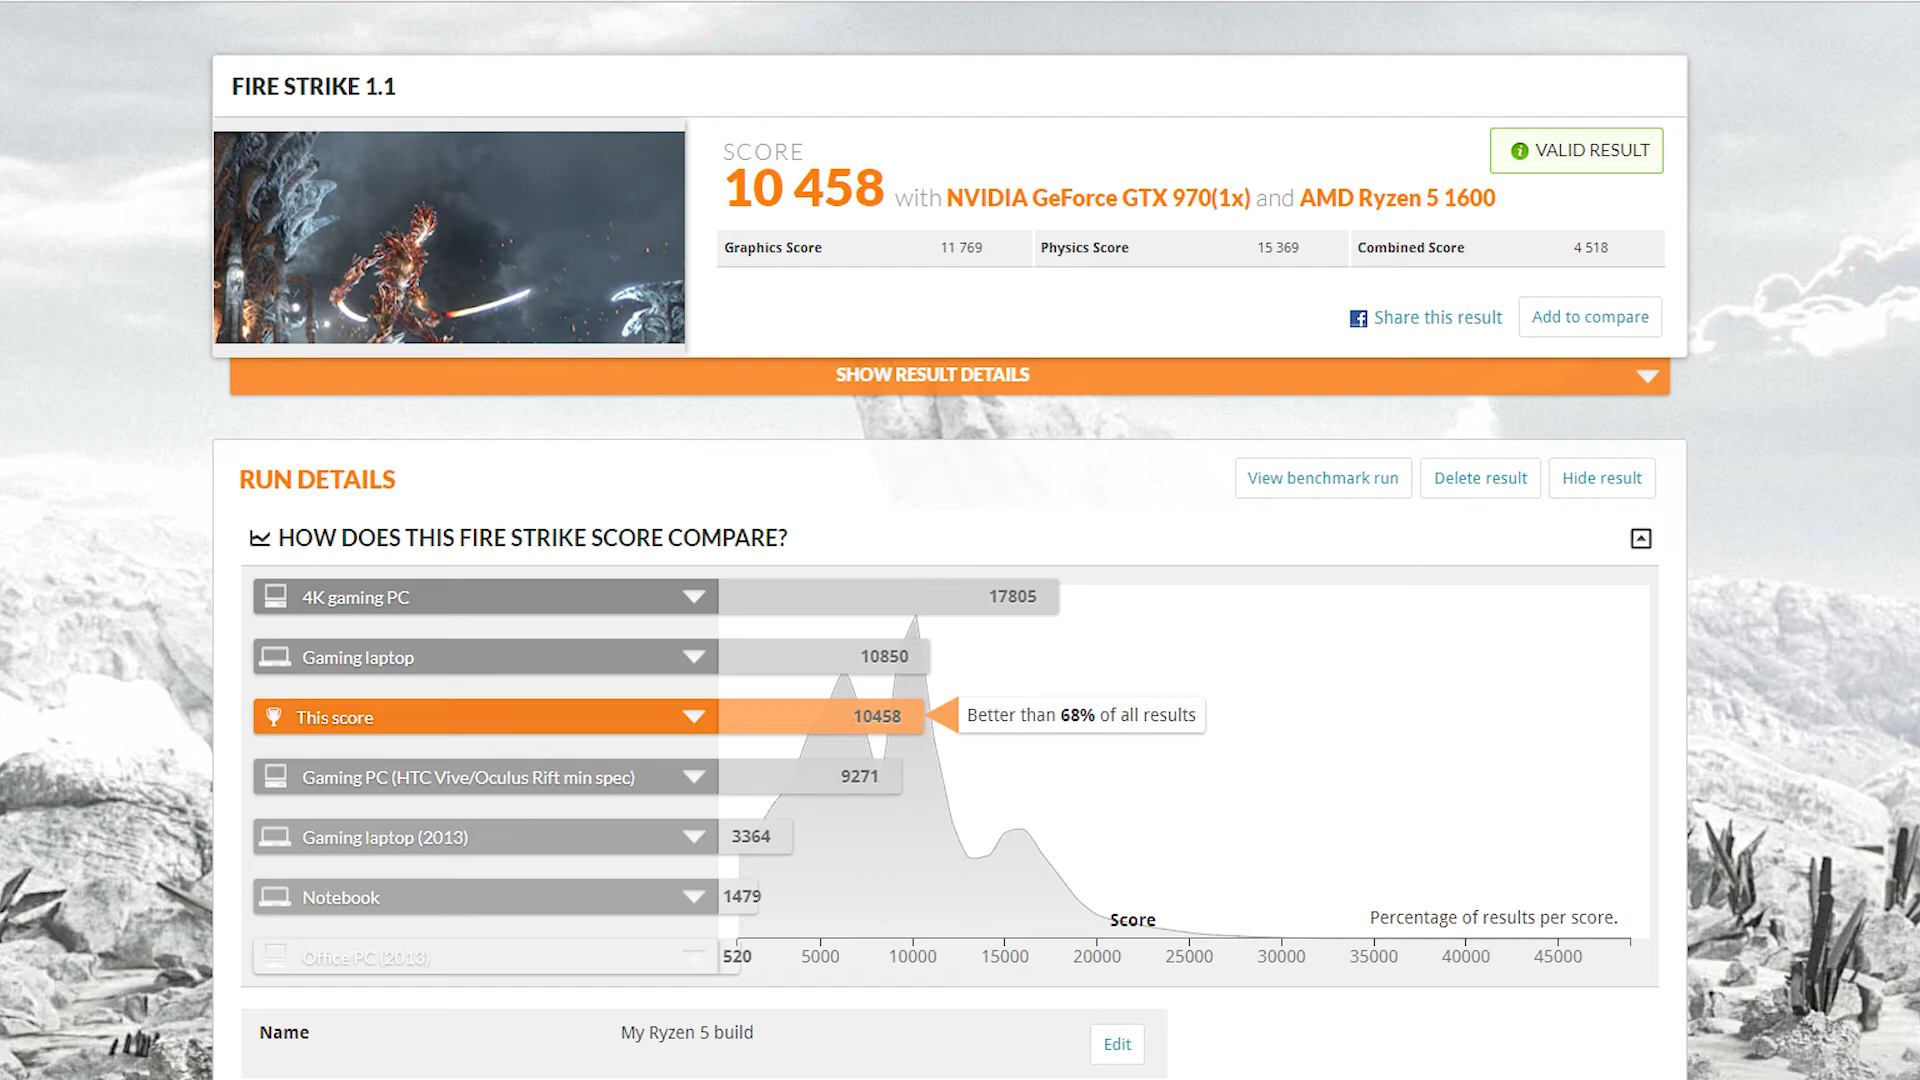 FIRE STRIKE 1.1
SCORE
VALID RESULT
10 458 with NVIDIA GeForce GTX 970(1x) and AMD Ryzen 5 1600
Graphics Score 11 769 Physics Score 15 369 Combined Score 4 518
Share this result Add to compare
SHOW RESULT DETAILS
RUN DETAILS
View benchmark run Delete result Hide result
HOW DOES THIS FIRE STRIKE SCORE COMPARE?
4K gaming PC 17805
Gaming laptop 10850
This score 10458 Better than 68% of all results
Gaming PC (HTC Vive/Oculus Rift min spec) 9271
Gaming laptop (2013) 3364
Notebook 1479
Score Percentage of results per score.
Office PC (2013) 520 5000 10000 15000 20000 25000 30000 35000 40000 45000
Name My Ryzen 5 build Edit